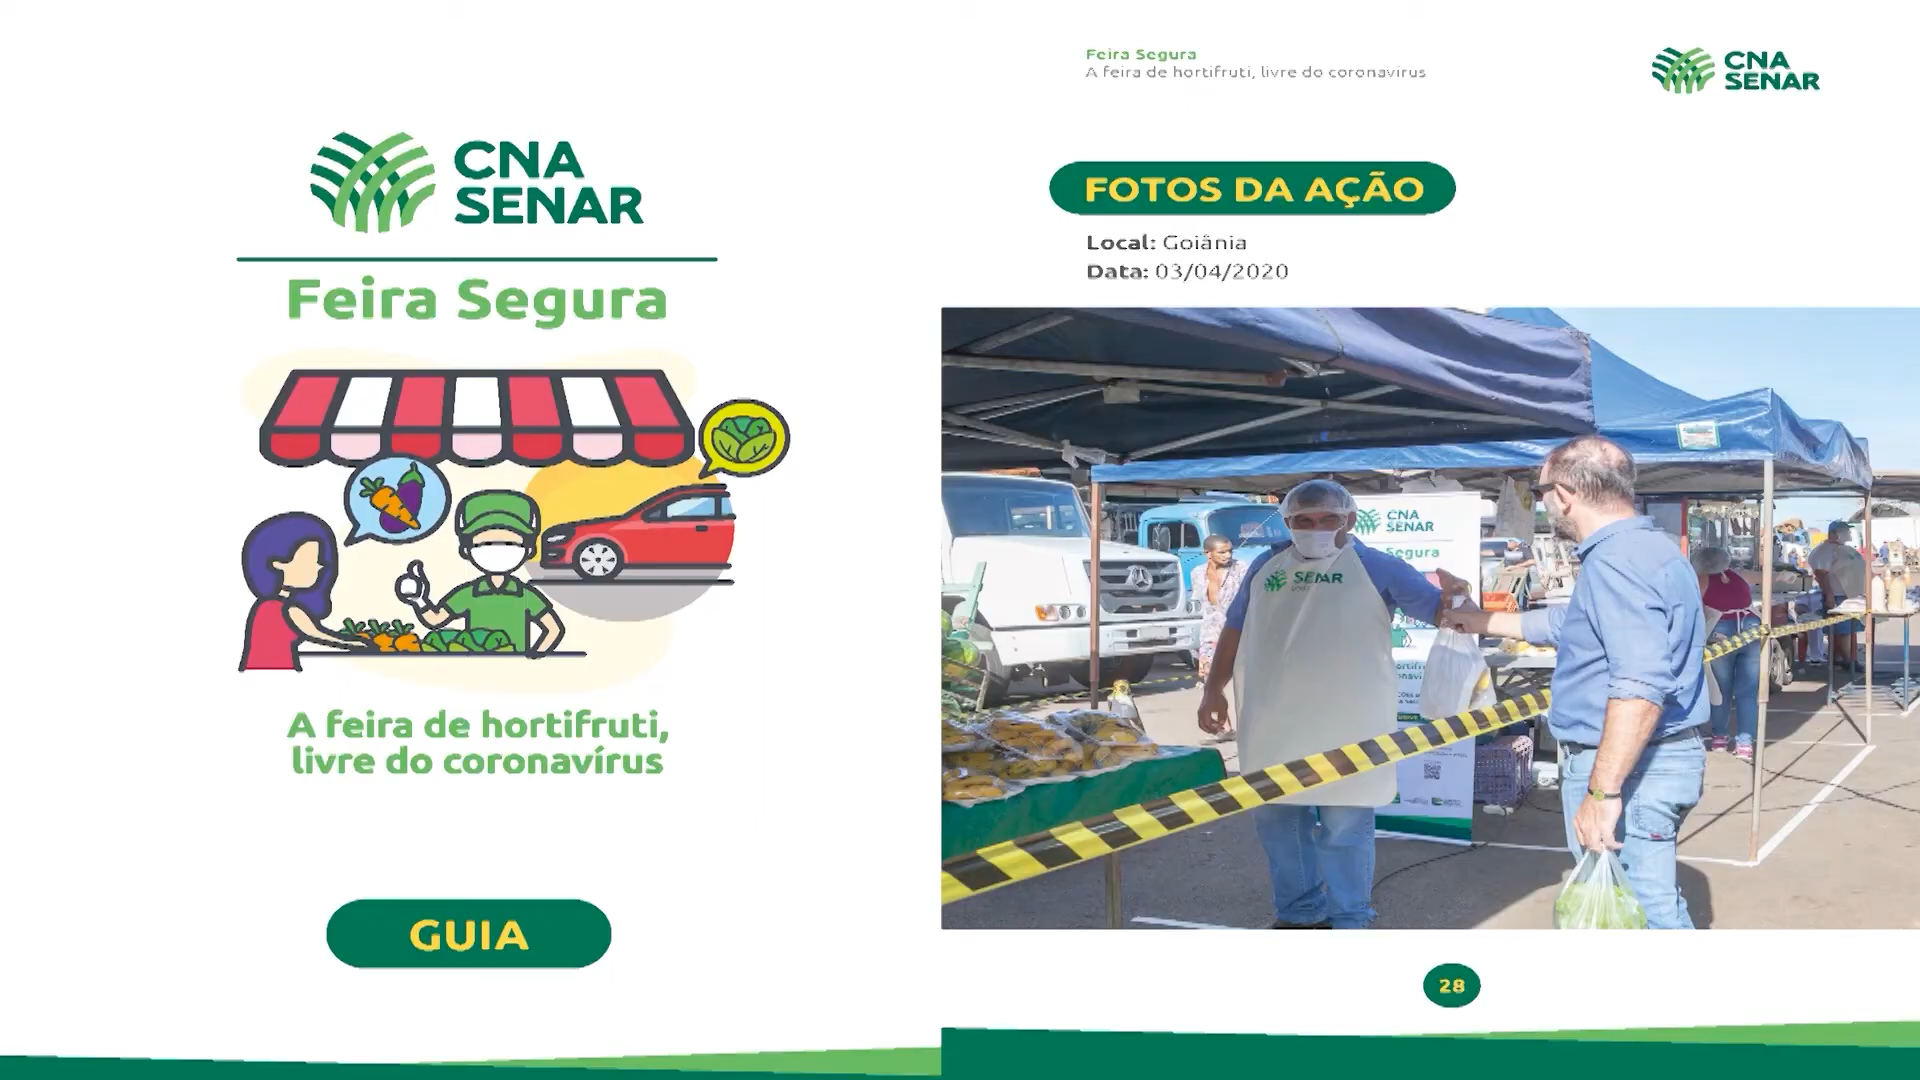 CNA
SENAR
Feira Segura
A feira de hortifruti,
livre do coronavírus
GUIA
Feira Segura
A feira de hortifruti, livre do coronavírus
CNA
SENAR
FOTOS DA AÇÃO
Local: Goiânia
Data: 03/04/2020
CNA
SENAR
Segura
SENAR
28